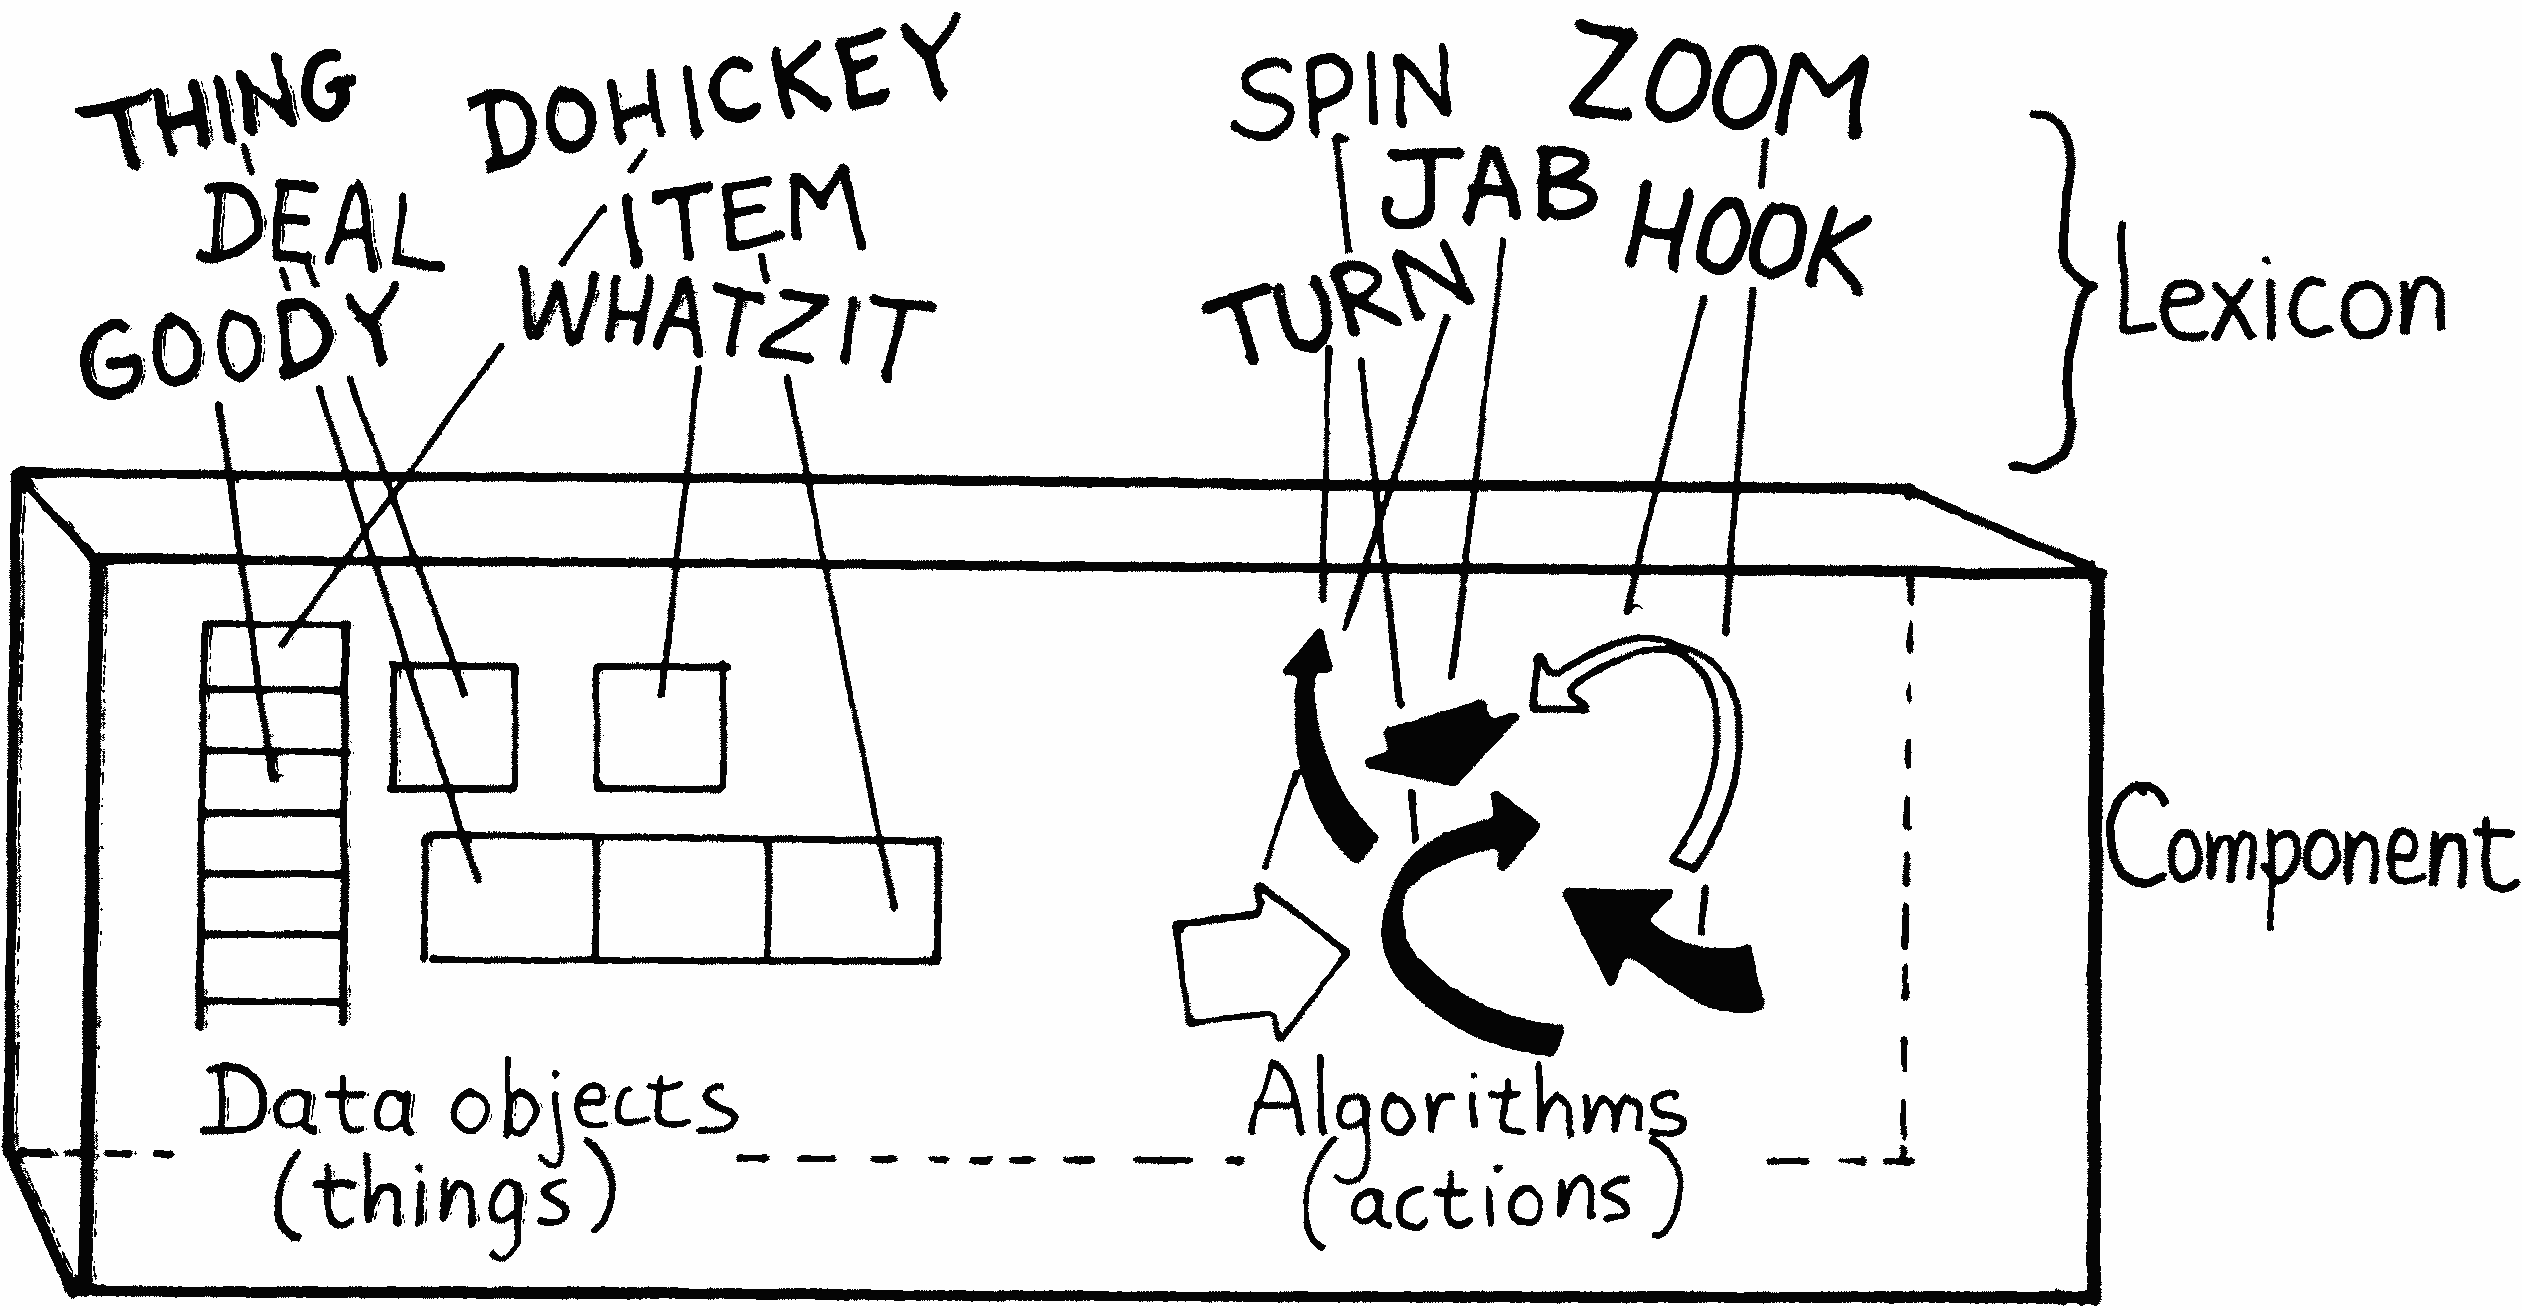 THING
DEAL
GOODY
DOHICKEY
ITEM
WHATZIT
SPIN
JAB
TURN
ZOOM
HOOK
Lexicon
Component
Data objects
(things)
Algorithms
(actions)